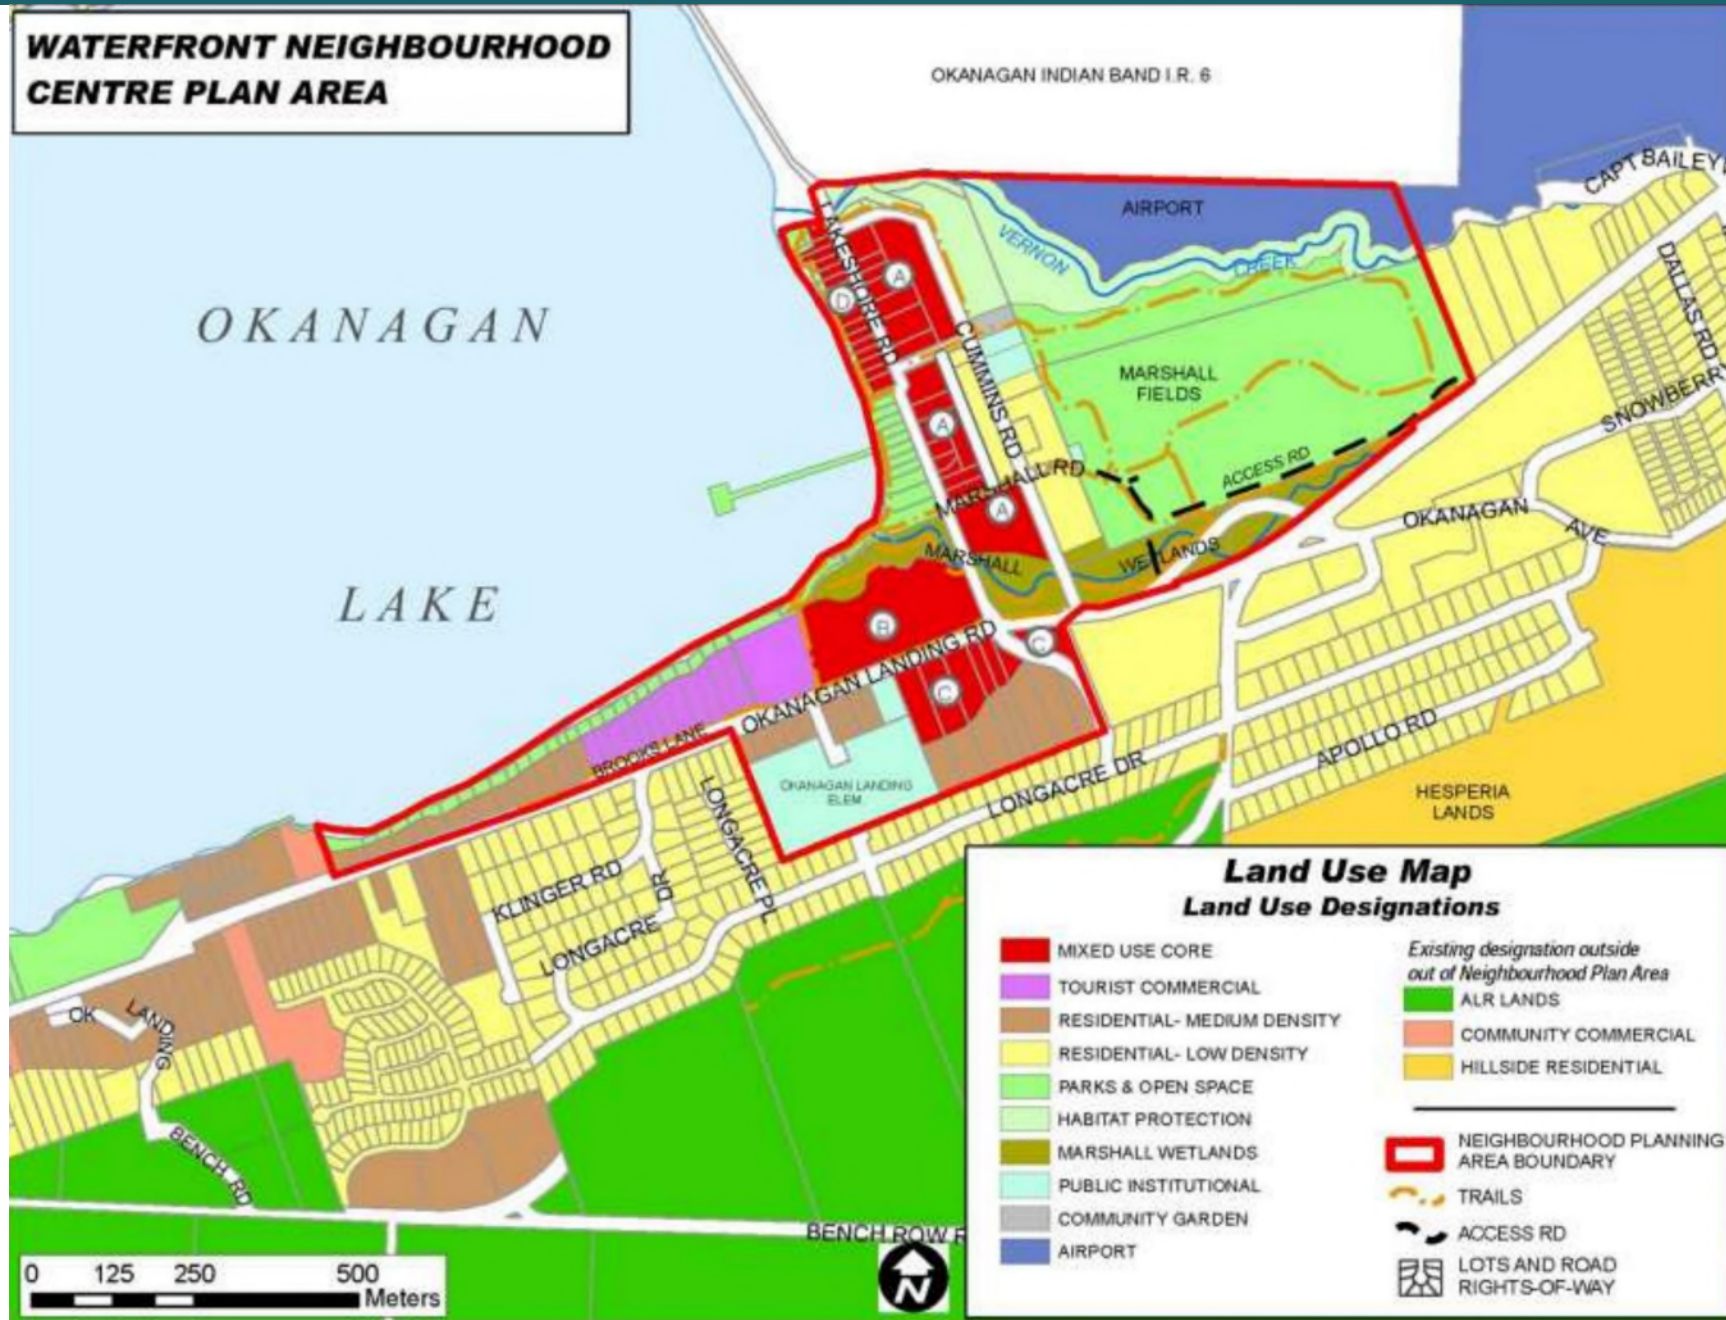 WATERFRONT NEIGHBOURHOOD
CENTRE PLAN AREA
OKANAGAN INDIAN BAND I.R. 6
CAPT BAILEY
AIRPORT
LAKESHORE RD
VERNON
CREEK
DALLAS RD
A
D
OKANAGAN
CUMMINS RD
MARSHALL
FIELDS
SNOWBERRY
A
MARSHALL RD
ACCESS RD
A
OKANAGAN
AVE
MARSHALL
WETLANDS
LAKE
B
C
OKANAGAN LANDING RD
C
BROOKS LANE
OKANAGAN LANDING
ELEM
LONGACRE DR
APOLLO RD
HESPERIA
LANDS
LONGACRE PL
KLINGER RD
LONGACRE DR
OK LANDING
BENCH RD
BENCH ROW R
0 125 250 500
Meters
N
Land Use Map
Land Use Designations
MIXED USE CORE
TOURIST COMMERCIAL
RESIDENTIAL- MEDIUM DENSITY
RESIDENTIAL- LOW DENSITY
PARKS & OPEN SPACE
HABITAT PROTECTION
MARSHALL WETLANDS
PUBLIC INSTITUTIONAL
COMMUNITY GARDEN
AIRPORT
Existing designation outside
out of Neighbourhood Plan Area
ALR LANDS
COMMUNITY COMMERCIAL
HILLSIDE RESIDENTIAL
NEIGHBOURHOOD PLANNING
AREA BOUNDARY
TRAILS
ACCESS RD
LOTS AND ROAD
RIGHTS-OF-WAY